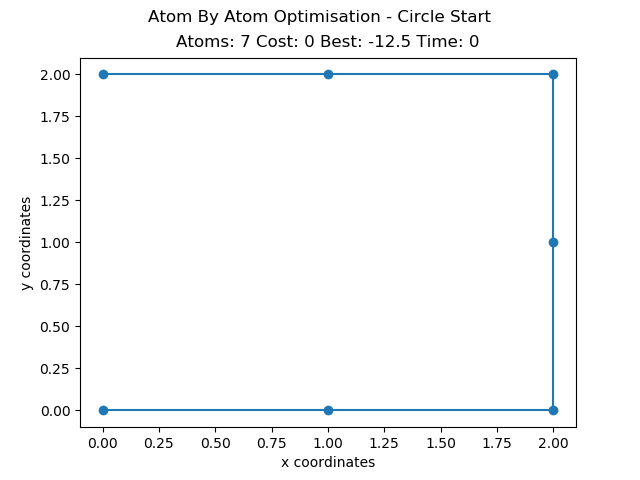 Atom By Atom Optimisation - Circle Start
Atoms: 7 Cost: 0 Best: -12.5 Time: 0
2.00
1.75
1.50
1.25
1.00
0.75
0.50
0.25
0.00
y coordinates
0.00 0.25 0.50 0.75 1.00 1.25 1.50 1.75 2.00
x coordinates